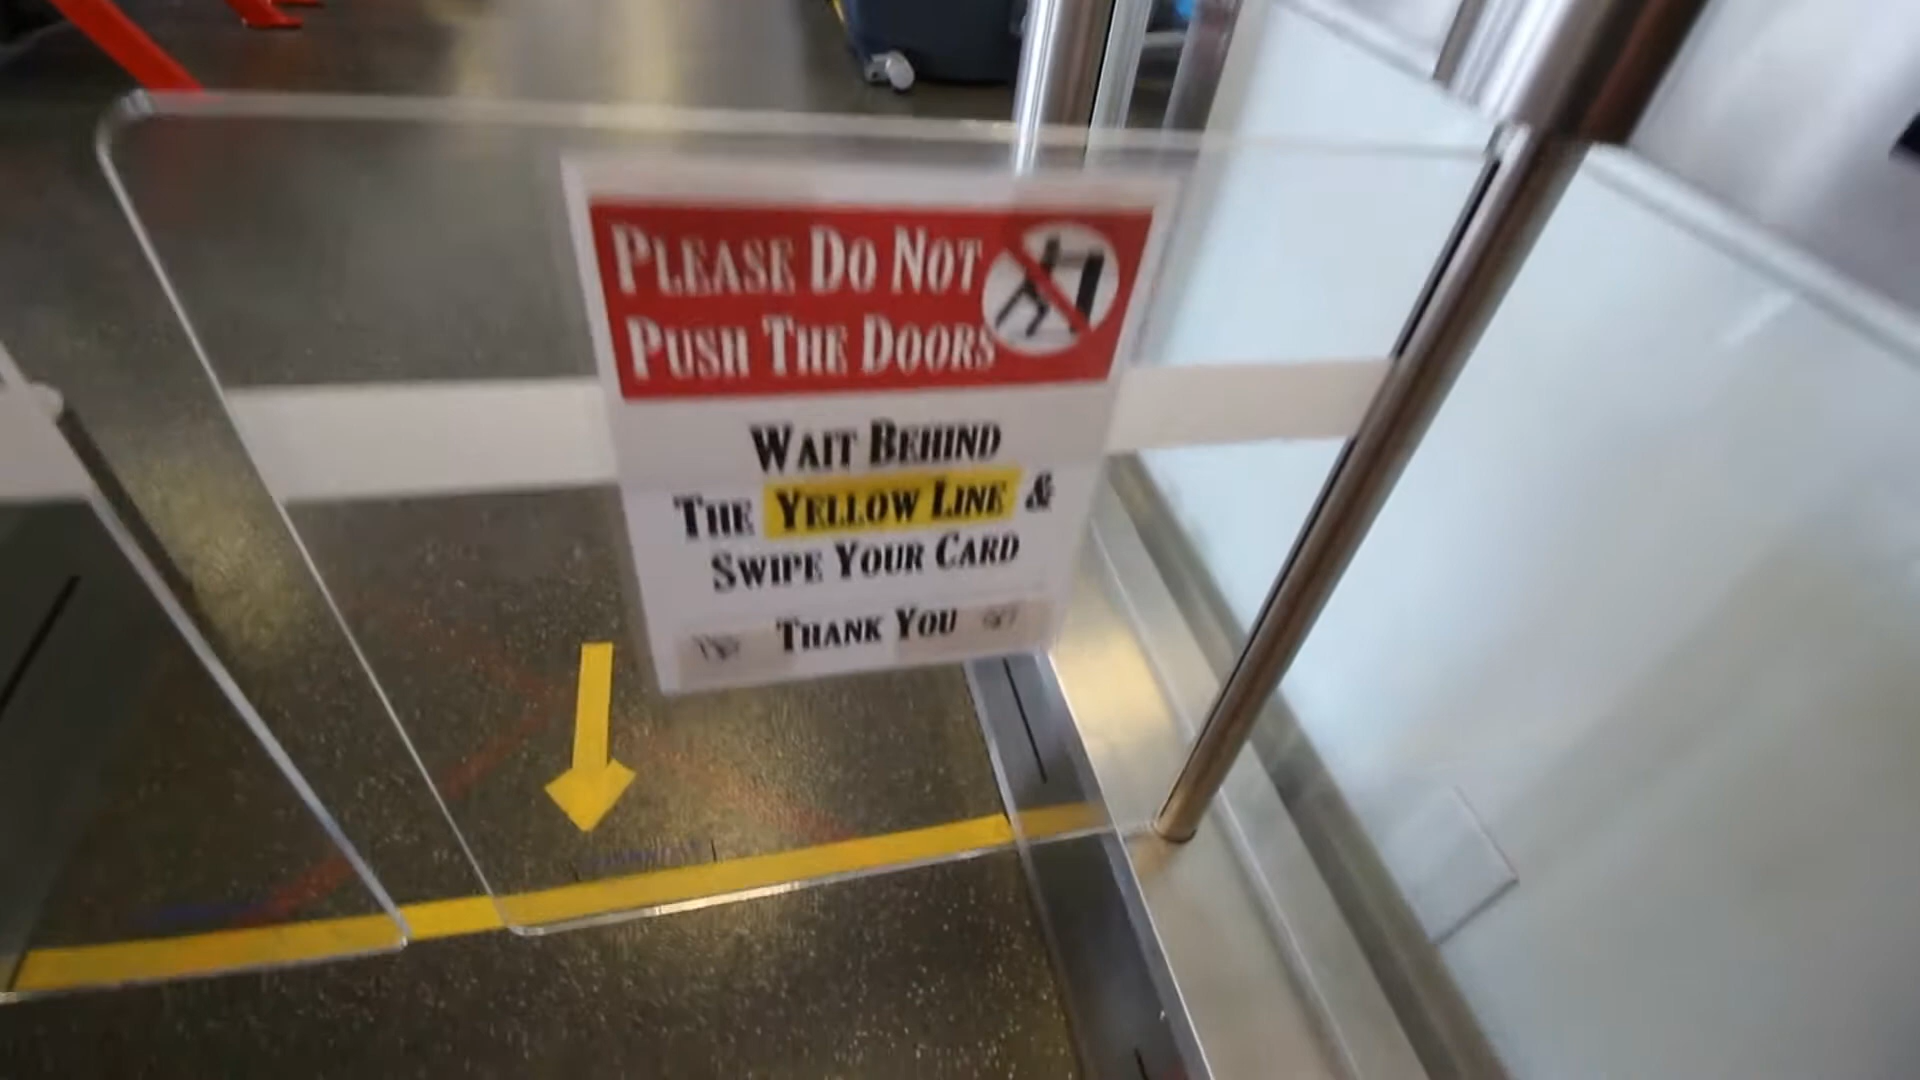 PLEASE DO NOT
PUSH THE DOORS
WAIT BEHIND
THE YELLOW LINE &
SWIPE YOUR CARD
THANK YOU